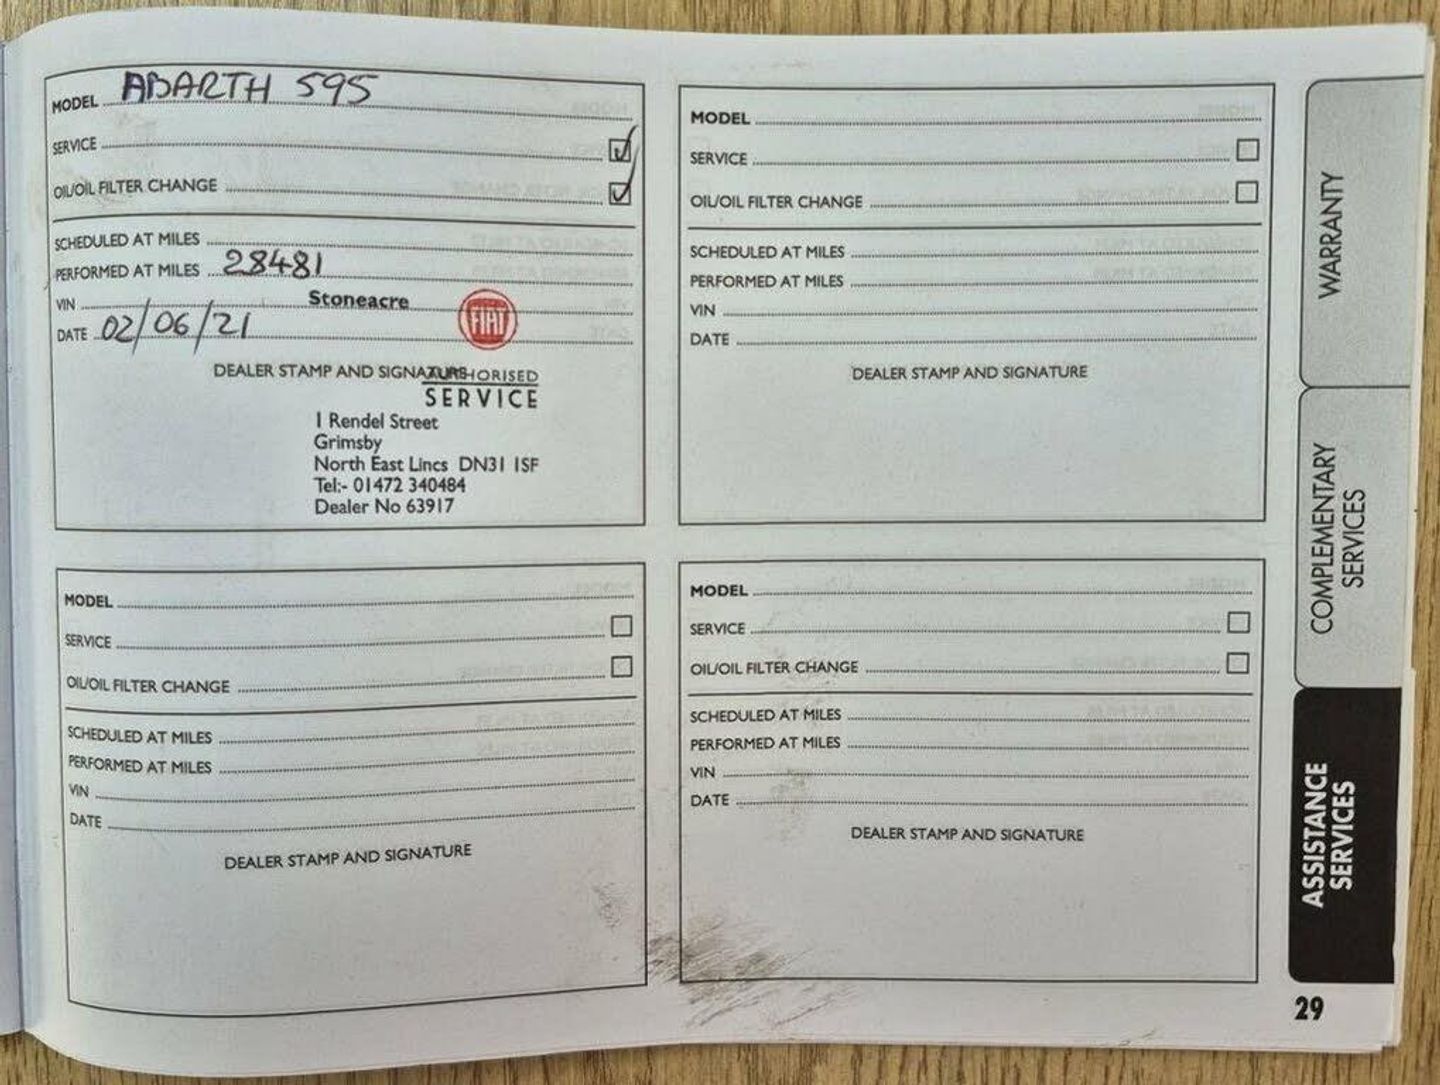 MODEL ABARTH 595
SERVICE ✓
OIL/OIL FILTER CHANGE ✓
SCHEDULED AT MILES
PERFORMED AT MILES 28481
VIN
DATE 02/06/21
Stoneacre
FIAT
DEALER STAMP AND SIGNATURE
AUTHORISED
SERVICE
1 Rendel Street
Grimsby
North East Lincs DN31 1SF
Tel:- 01472 340484
Dealer No 63917
MODEL
SERVICE
OIL/OIL FILTER CHANGE
SCHEDULED AT MILES
PERFORMED AT MILES
VIN
DATE
DEALER STAMP AND SIGNATURE
MODEL
SERVICE
OIL/OIL FILTER CHANGE
SCHEDULED AT MILES
PERFORMED AT MILES
VIN
DATE
DEALER STAMP AND SIGNATURE
MODEL
SERVICE
OIL/OIL FILTER CHANGE
SCHEDULED AT MILES
PERFORMED AT MILES
VIN
DATE
DEALER STAMP AND SIGNATURE
WARRANTY
COMPLEMENTARY
SERVICES
ASSISTANCE
SERVICES
29